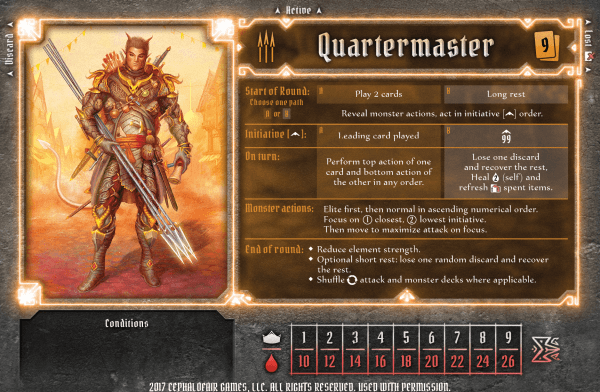 Active
Discard
Lost
Quartermaster
9
Start of Round:
Choose one path
A or B
A Play 2 cards
B Long rest
Reveal monster actions, act in initiative [ ] order.
Initiative [ ]:
A Leading card played
B 99
On turn:
Perform top action of one
card and bottom action of
the other in any order.
Lose one discard
and recover the rest,
Heal 2 (self) and
refresh spent items.
Monster actions:
Elite first, then normal in ascending numerical order.
Focus on 1 closest, 2 lowest initiative.
Then move to maximize attack on focus.
End of round:
◆ Reduce element strength.
◆ Optional short rest: lose one random discard and recover
the rest.
◆ Shuffle attack and monster decks where applicable.
Conditions
1 2 3 4 5 6 7 8 9
10 12 14 16 18 20 22 24 26
2017 CEPHALOFAIR GAMES, LLC. ALL RIGHTS RESERVED. USED WITH PERMISSION.